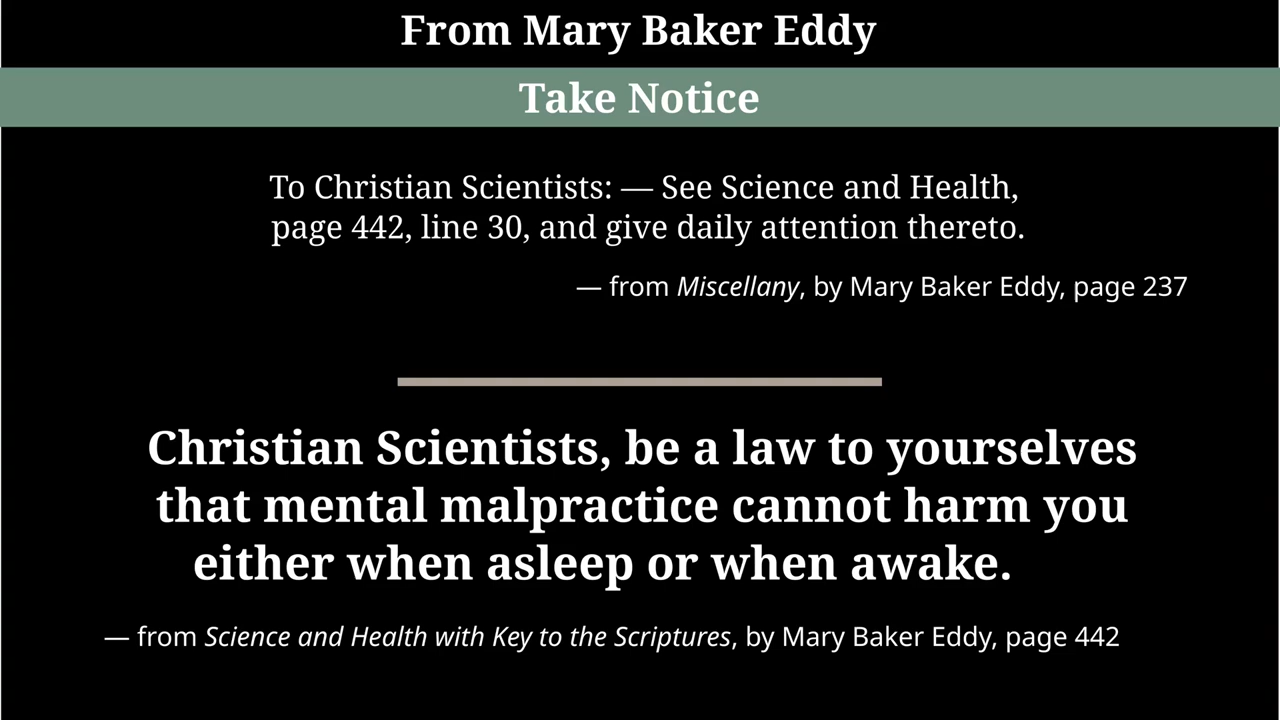 From Mary Baker Eddy
Take Notice
To Christian Scientists: — See Science and Health,
page 442, line 30, and give daily attention thereto.
— from Miscellany, by Mary Baker Eddy, page 237
Christian Scientists, be a law to yourselves
that mental malpractice cannot harm you
either when asleep or when awake.
— from Science and Health with Key to the Scriptures, by Mary Baker Eddy, page 442